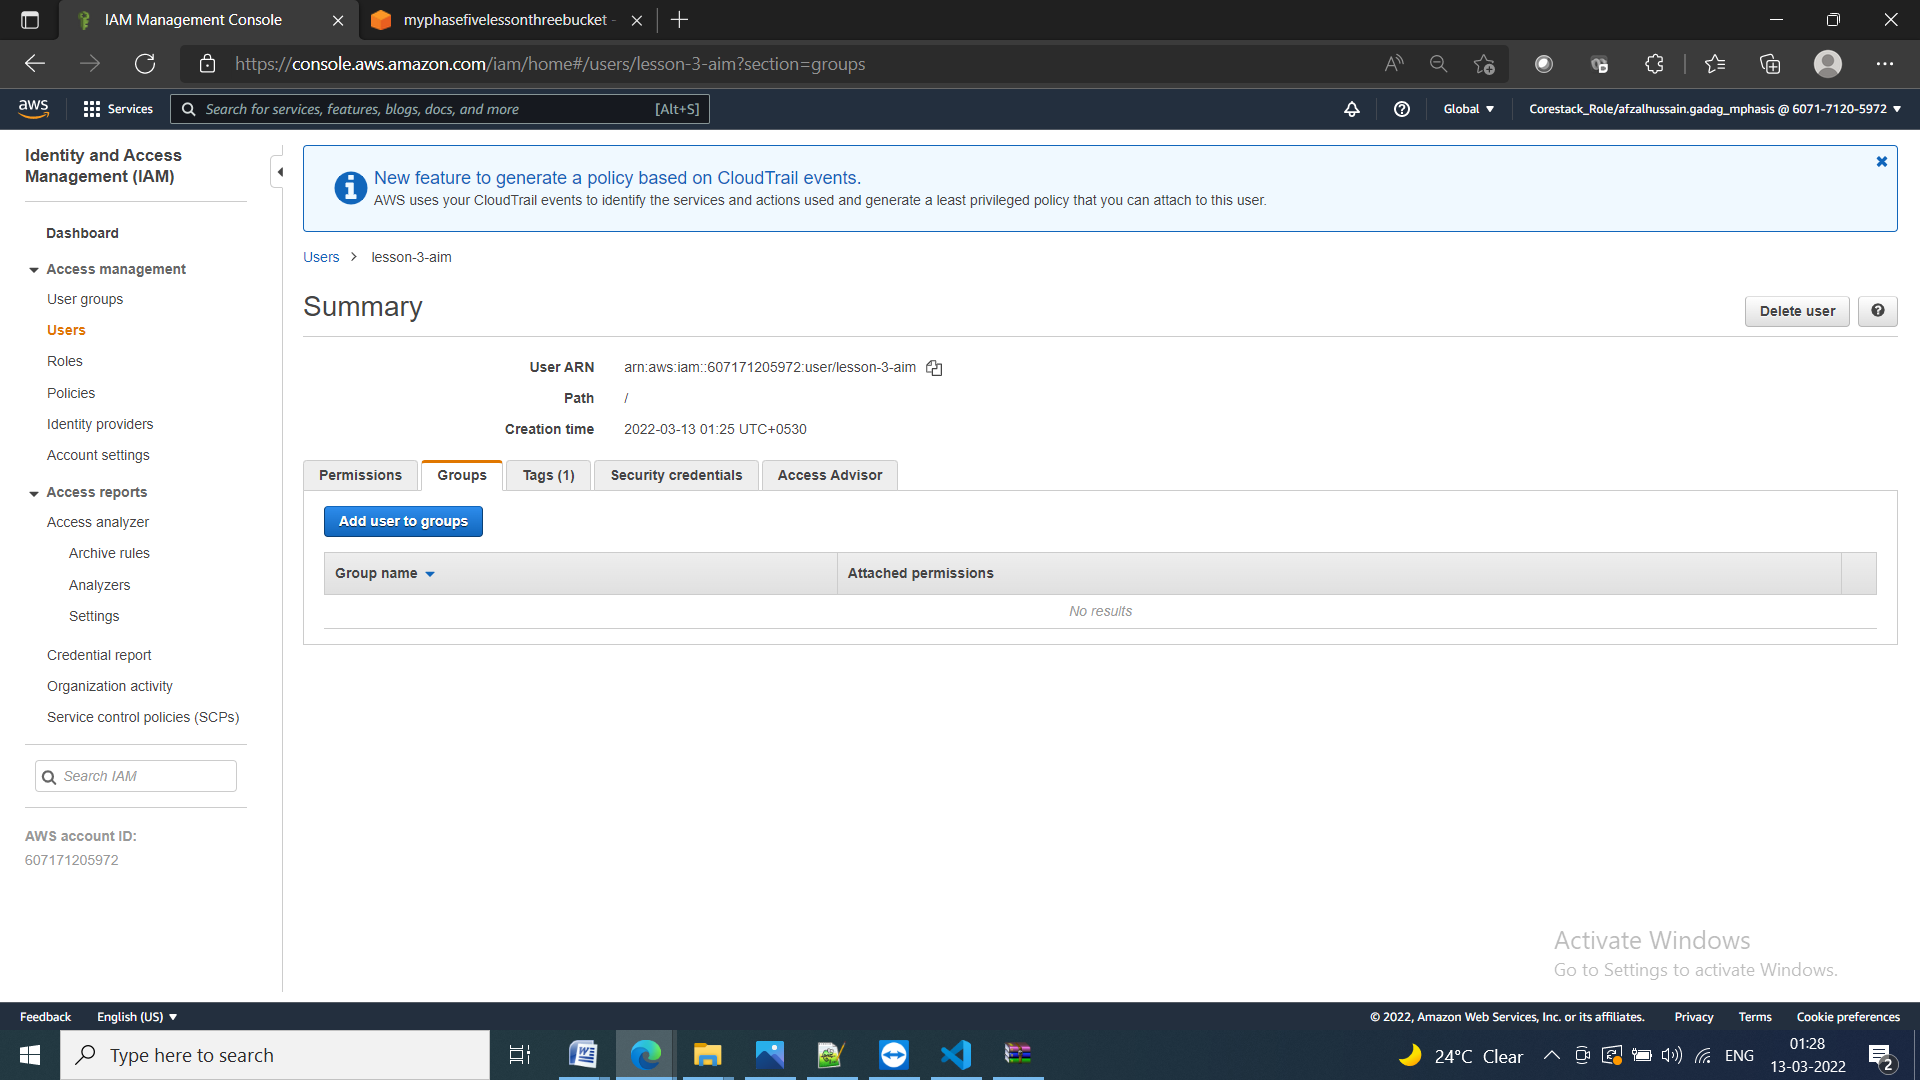 IAM Management Console
myphasefivelessonthreebucket -
https://console.aws.amazon.com/iam/home#/users/lesson-3-aim?section=groups
aws
Services
Search for services, features, blogs, docs, and more
[Alt+S]
Global
Corestack_Role/afzalhussain.gadag_mphasis @ 6071-7120-5972
Identity and Access
Management (IAM)
Dashboard
Access management
User groups
Users
Roles
Policies
Identity providers
Account settings
Access reports
Access analyzer
Archive rules
Analyzers
Settings
Credential report
Organization activity
Service control policies (SCPs)
Search IAM
AWS account ID:
607171205972
New feature to generate a policy based on CloudTrail events.
AWS uses your CloudTrail events to identify the services and actions used and generate a least privileged policy that you can attach to this user.
Users > lesson-3-aim
Summary
Delete user
User ARN arn:aws:iam::607171205972:user/lesson-3-aim
Path /
Creation time 2022-03-13 01:25 UTC+0530
Permissions
Groups
Tags (1)
Security credentials
Access Advisor
Add user to groups
Group name
Attached permissions
No results
Activate Windows
Go to Settings to activate Windows.
Feedback
English (US)
© 2022, Amazon Web Services, Inc. or its affiliates.
Privacy
Terms
Cookie preferences
Type here to search
24°C Clear
ENG
01:28
13-03-2022
2